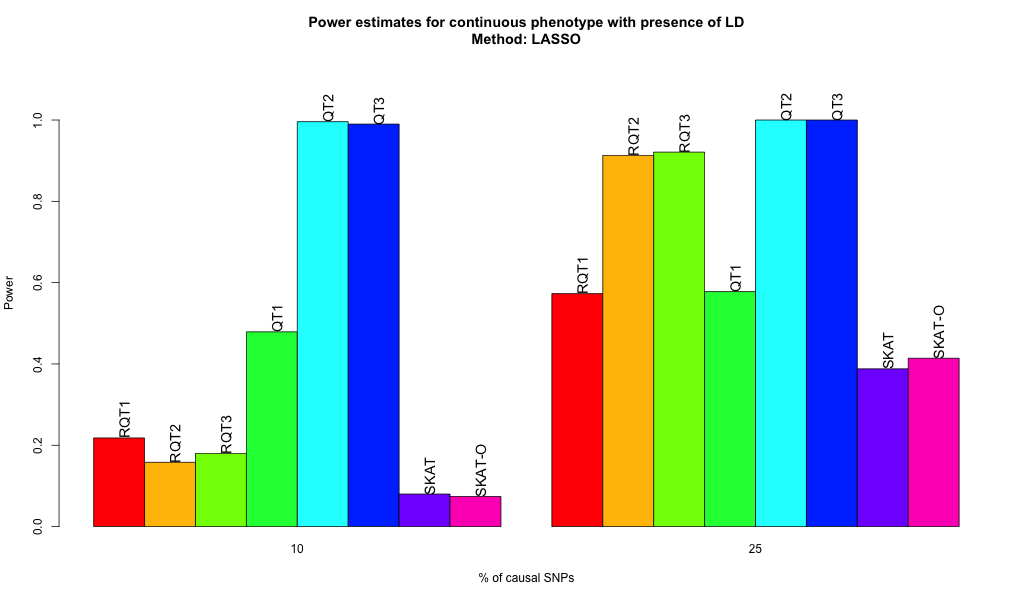 Power estimates for continuous phenotype with presence of LD
Method: LASSO
Power
1.0
0.8
0.6
0.4
0.2
0.0
RQT1
RQT2
RQT3
QT1
QT2
QT3
SKAT
SKAT-O
RQT1
RQT2
RQT3
QT1
QT2
QT3
SKAT
SKAT-O
10
25
% of causal SNPs